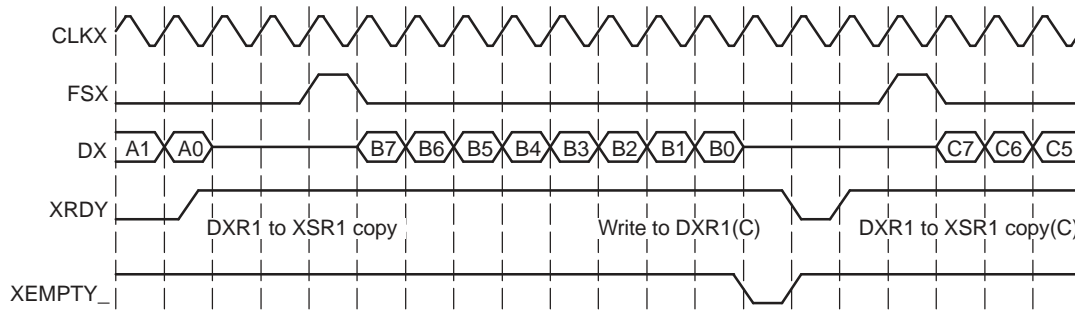 CLKX
FSX
DX A1 A0 B7 B6 B5 B4 B3 B2 B1 B0 C7 C6 C5
XRDY
DXR1 to XSR1 copy Write to DXR1(C) DXR1 to XSR1 copy(C)
XEMPTY_